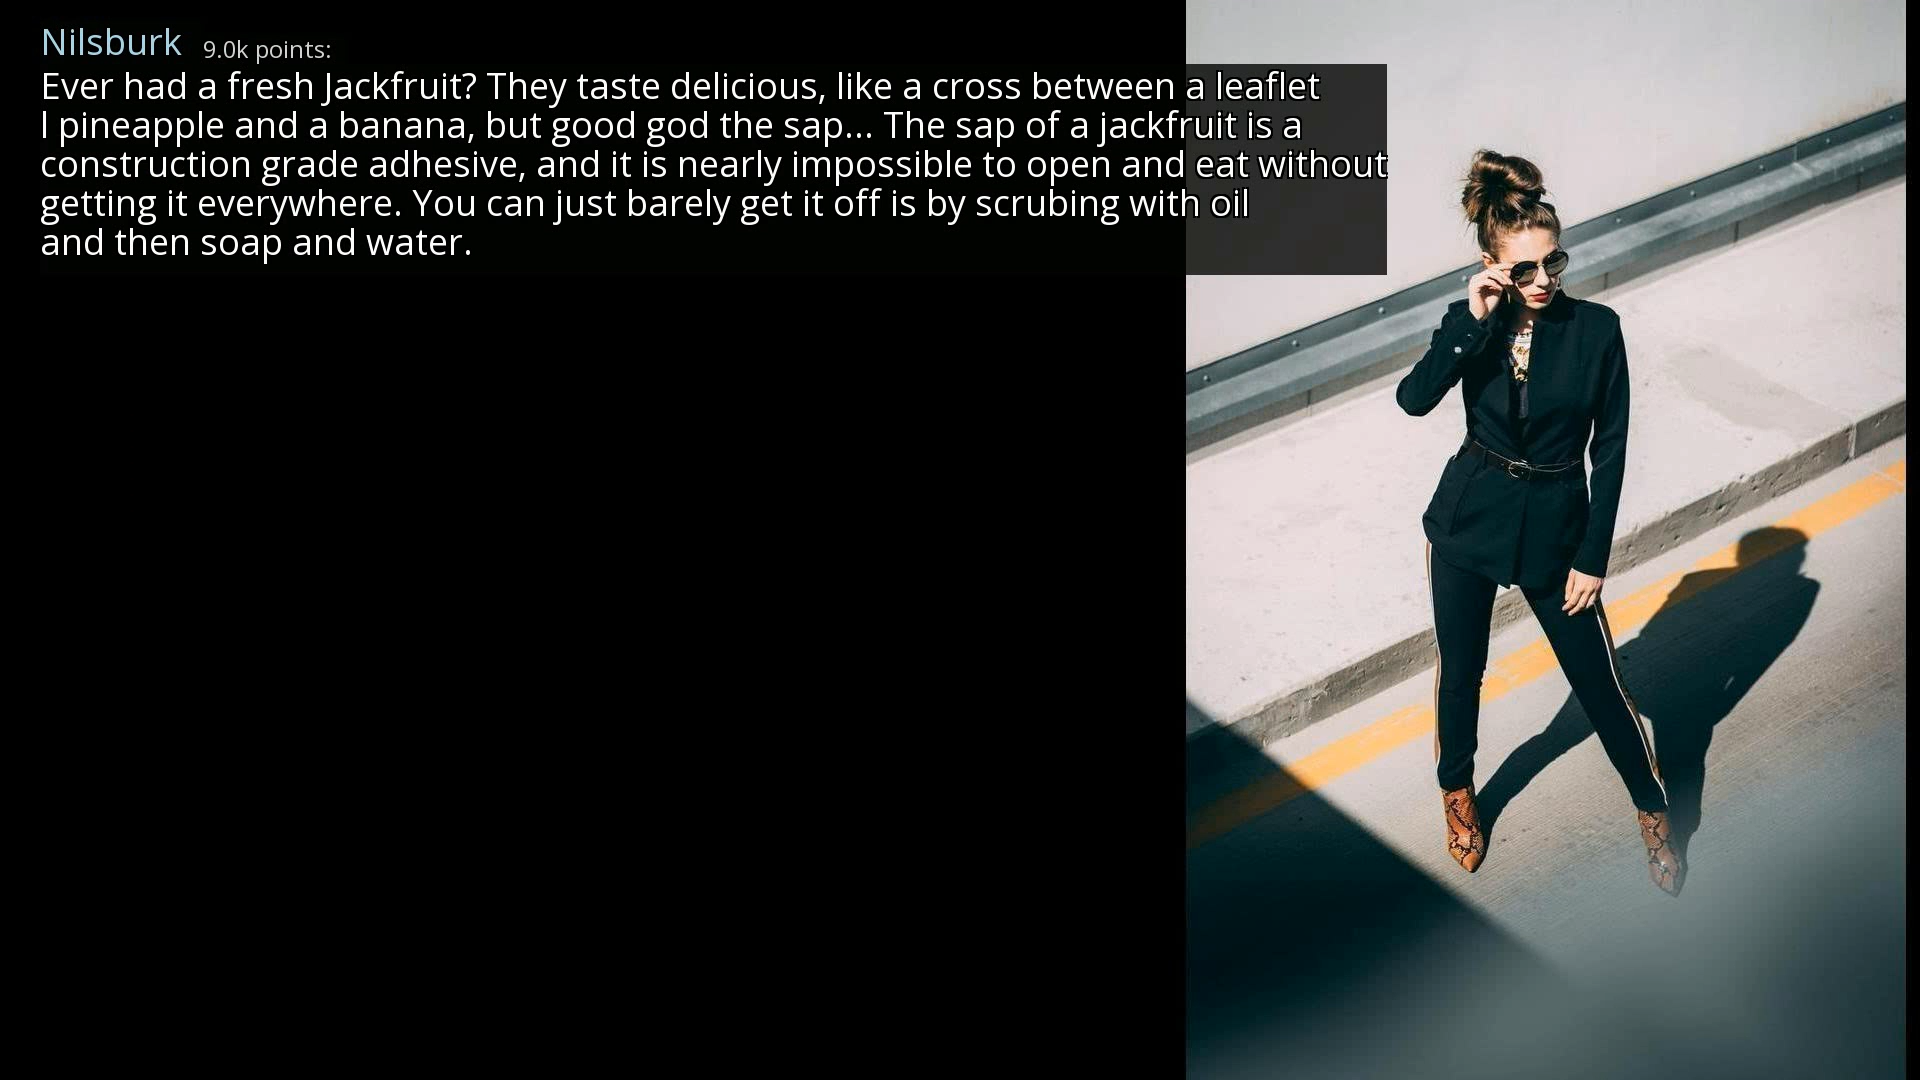 Nilsburk 9.0k points:
Ever had a fresh Jackfruit? They taste delicious, like a cross between a leaflet
l pineapple and a banana, but good god the sap... The sap of a jackfruit is a
construction grade adhesive, and it is nearly impossible to open and eat without
getting it everywhere. You can just barely get it off is by scrubing with oil
and then soap and water.